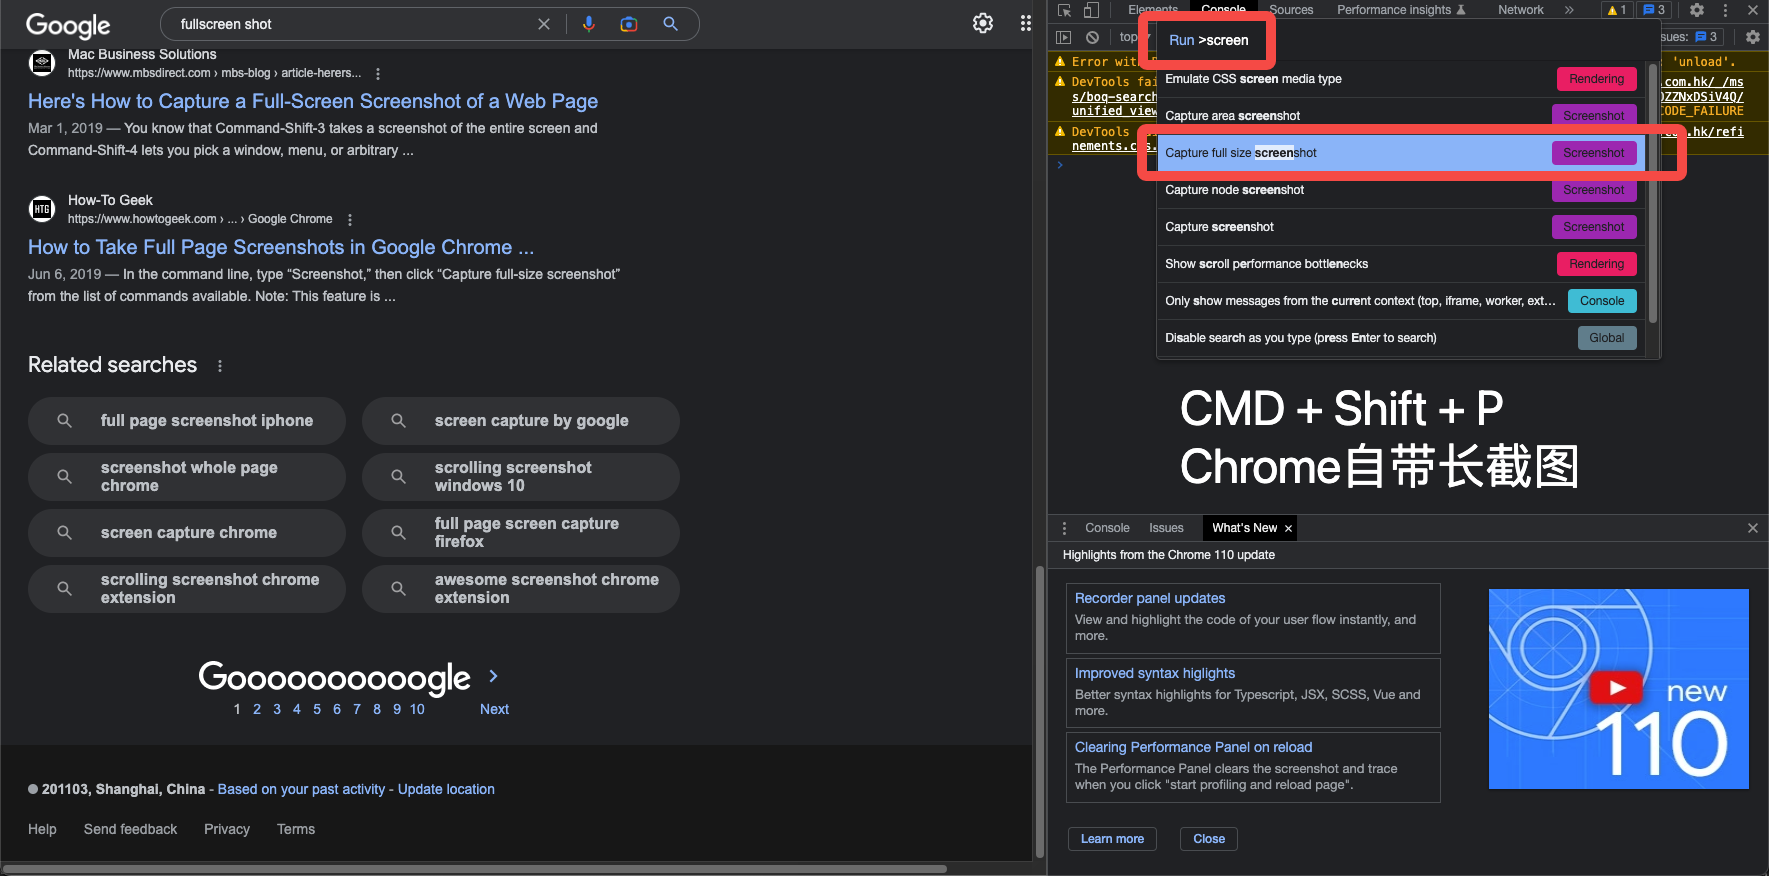 Google
fullscreen shot
Mac Business Solutions
https://www.mbsdirect.com › mbs-blog › article-herers...
Here's How to Capture a Full-Screen Screenshot of a Web Page
Mar 1, 2019 — You know that Command-Shift-3 takes a screenshot of the entire screen and
Command-Shift-4 lets you pick a window, menu, or arbitrary ...
HTG
How-To Geek
https://www.howtogeek.com › ... › Google Chrome
How to Take Full Page Screenshots in Google Chrome ...
Jun 6, 2019 — In the command line, type “Screenshot,” then click “Capture full-size screenshot”
from the list of commands available. Note: This feature is ...
Related searches
full page screenshot iphone
screen capture by google
screenshot whole page
chrome
scrolling screenshot
windows 10
screen capture chrome
full page screen capture
firefox
scrolling screenshot chrome
extension
awesome screenshot chrome
extension
Goooooooooogle
1 2 3 4 5 6 7 8 9 10 Next
201103, Shanghai, China - Based on your past activity - Update location
Help Send feedback Privacy Terms
Elements Console Sources Performance insights Network » 1 3
top
sues: 3
Run >screen
Error with
'unload'.
DevTools fai
.com.hk/_/ms
s/boq-search
QZZNxDSiV4Q/
unified_view
CODE_FAILURE
DevTools
.hk/refi
nements.c
Emulate CSS screen media type Rendering
Capture area screenshot Screenshot
Capture full size screenshot Screenshot
Capture node screenshot Screenshot
Capture screenshot Screenshot
Show scroll performance bottlenecks Rendering
Only show messages from the current context (top, iframe, worker, ext... Console
Disable search as you type (press Enter to search) Global
CMD + Shift + P
Chrome自带长截图
Console Issues What's New
Highlights from the Chrome 110 update
Recorder panel updates
View and highlight the code of your user flow instantly, and
more.
Improved syntax higlights
Better syntax highlights for Typescript, JSX, SCSS, Vue and
more.
Clearing Performance Panel on reload
The Performance Panel clears the screenshot and trace
when you click "start profiling and reload page".
Learn more Close
new
110